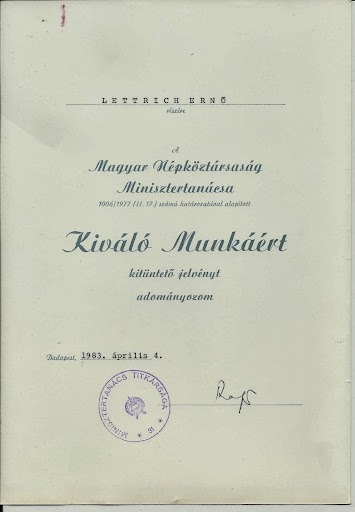 LETTRICH ERNŐ
részére
A
Magyar Népköztársaság
Minisztertanácsa
1006/1977 (II. 17.) számú határozatával alapított
Kiváló Munkáért
kitüntető jelvényt
adományozom
Budapest, 1983. április 4.
MINISZTERTANÁCS TITKÁRSÁGA